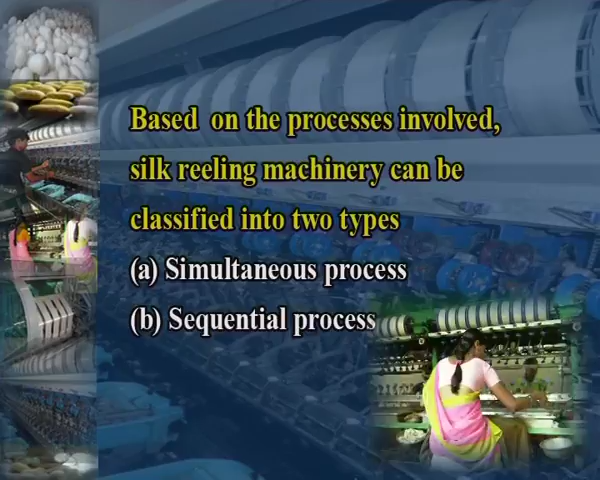 Based on the processes involved,
silk reeling machinery can be
classified into two types
(a) Simultaneous process
(b) Sequential process